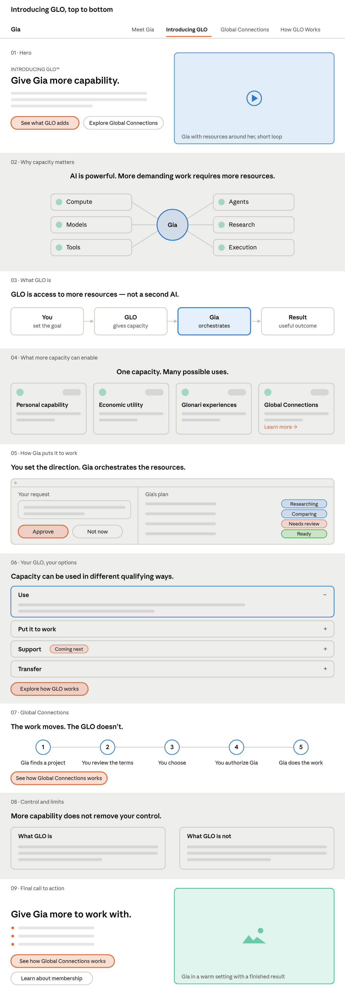 Introducing GLO, top to bottom
Gia
Meet Gia
Introducing GLO
Global Connections
How GLO Works
01 · Hero
INTRODUCING GLO™
Give Gia more capability.
See what GLO adds
Explore Global Connections
Gia with resources around her, short loop
02 · Why capacity matters
AI is powerful. More demanding work requires more resources.
Compute
Agents
Models
Gia
Research
Tools
Execution
03 · What GLO is
GLO is access to more resources — not a second AI.
You
set the goal
GLO
gives capacity
Gia
orchestrates
Result
useful outcome
04 · What more capacity can enable
One capacity. Many possible uses.
Personal capability
Economic utility
Glonari experiences
Global Connections
Learn more →
05 · How Gia puts it to work
You set the direction. Gia orchestrates the resources.
Your request
Approve
Not now
Gia's plan
Researching
Comparing
Needs review
Ready
06 · Your GLO, your options
Capacity can be used in different qualifying ways.
Use −
Put it to work +
Support Coming next +
Transfer +
Explore how GLO works
07 · Global Connections
The work moves. The GLO doesn’t.
1
2
3
4
5
Gia finds a project
You review the terms
You choose
You authorize Gia
Gia does the work
See how Global Connections works
08 · Control and limits
More capability does not remove your control.
What GLO is
What GLO is not
09 · Final call to action
Give Gia more to work with.
See how Global Connections works
Learn about membership
Gia in a warm setting with a finished result